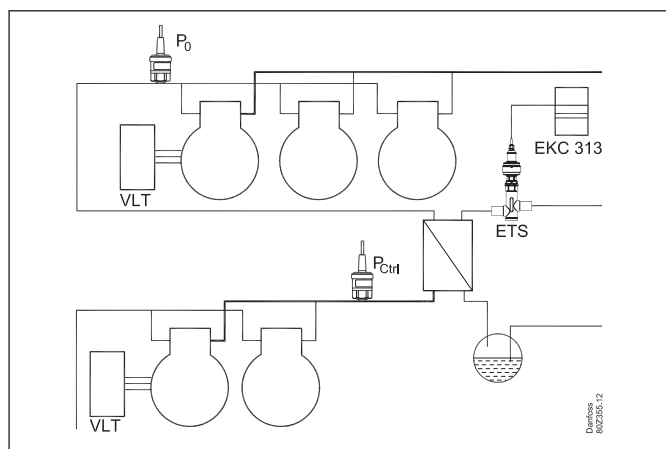 P0
EKC 313
VLT
ETS
PCtrl
VLT
Danfoss
80Z355.12